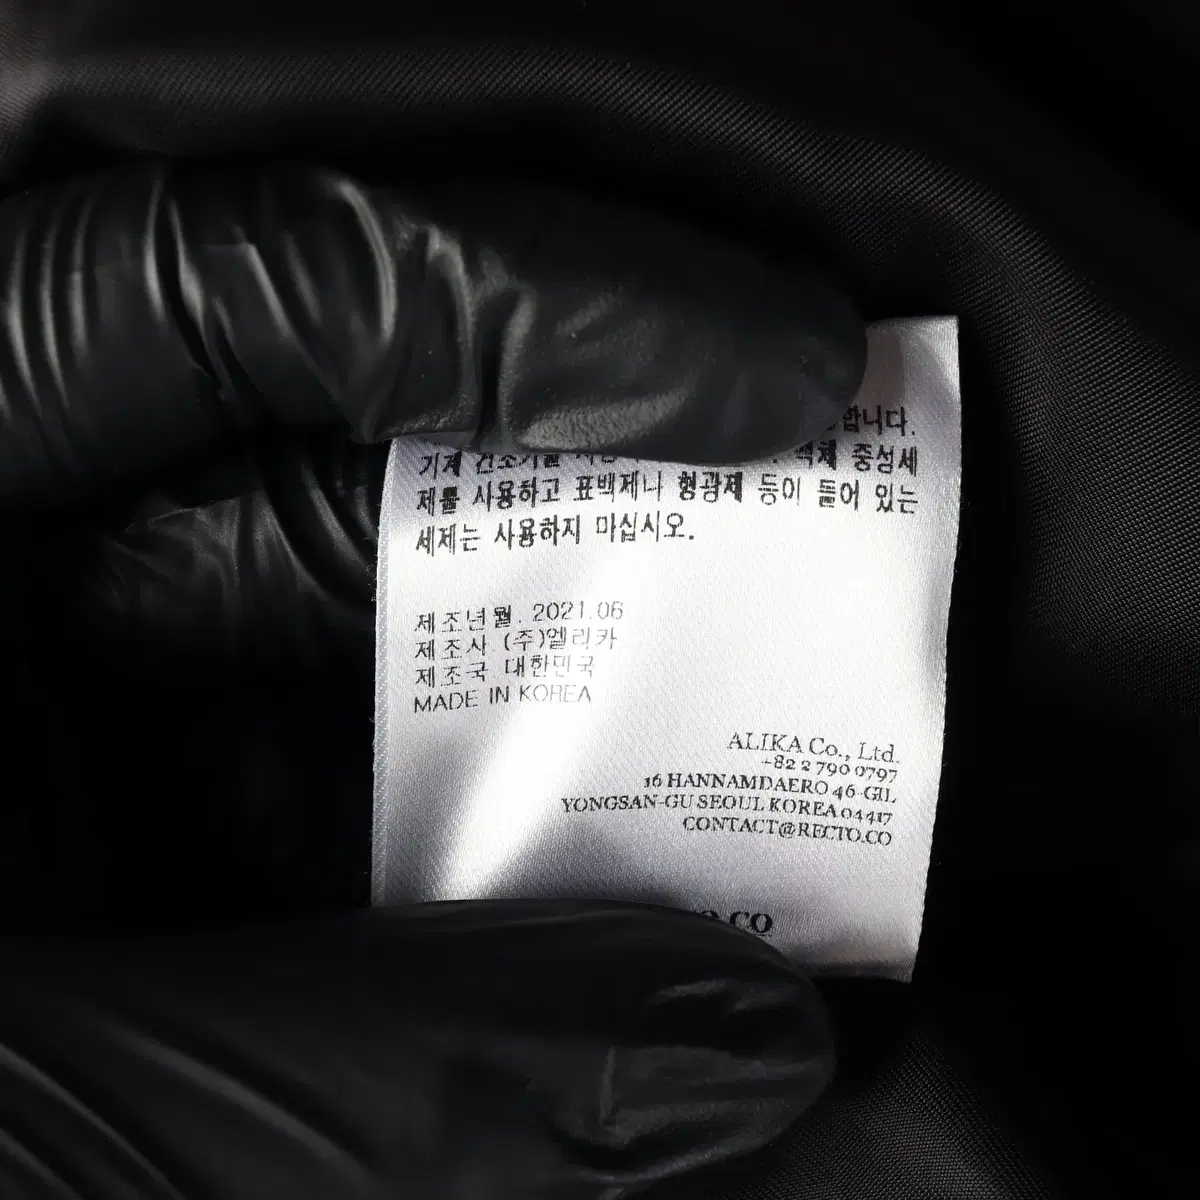 합니다.
기계 건조기를 액체 중성세
제를 사용하고 표백제나 형광제 등이 들어 있는
세제는 사용하지 마십시오.
제조년월. 2021.06
제조사 (주)엘리카
제조국 대한민국
MADE IN KOREA
ALIKA Co., Ltd.
+82 2 790 0797
16 HANNAMDAERO 46-GIL
YONGSAN-GU SEOUL KOREA 04417
CONTACT@RECTO.CO
O.CO